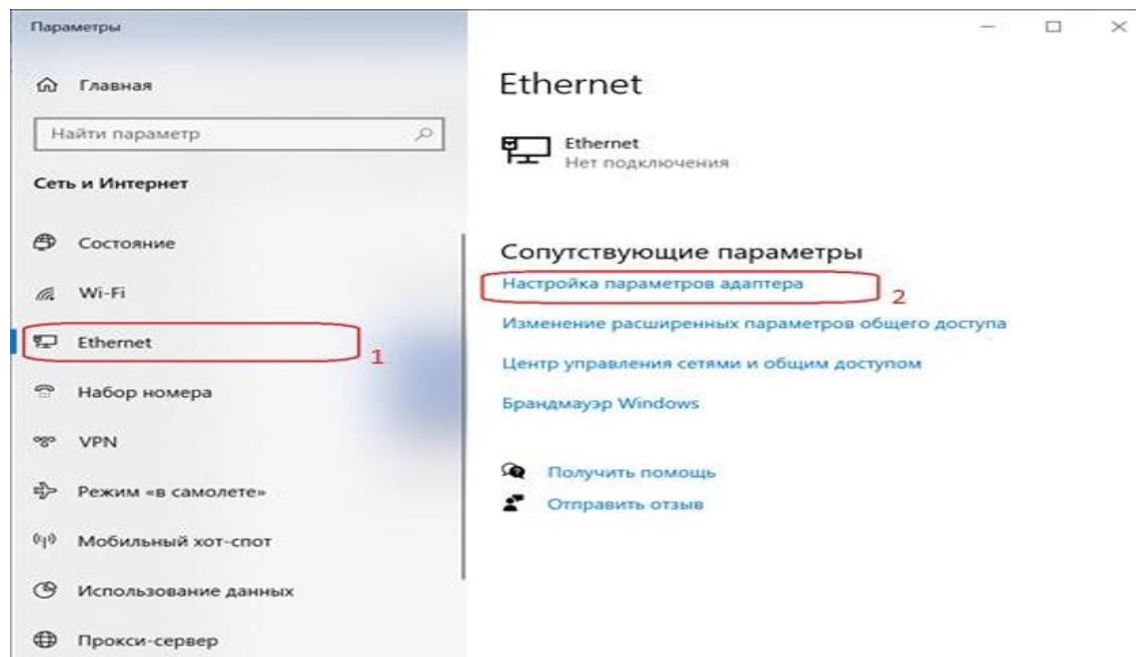 Параметры
Главная
Найти параметр
Сеть и Интернет
Состояние
Wi-Fi
Ethernet
1
Набор номера
VPN
Режим «в самолете»
Мобильный хот-спот
Использование данных
Прокси-сервер
Ethernet
Ethernet
Нет подключения
Сопутствующие параметры
Настройка параметров адаптера
2
Изменение расширенных параметров общего доступа
Центр управления сетями и общим доступом
Брандмауэр Windows
Получить помощь
Отправить отзыв